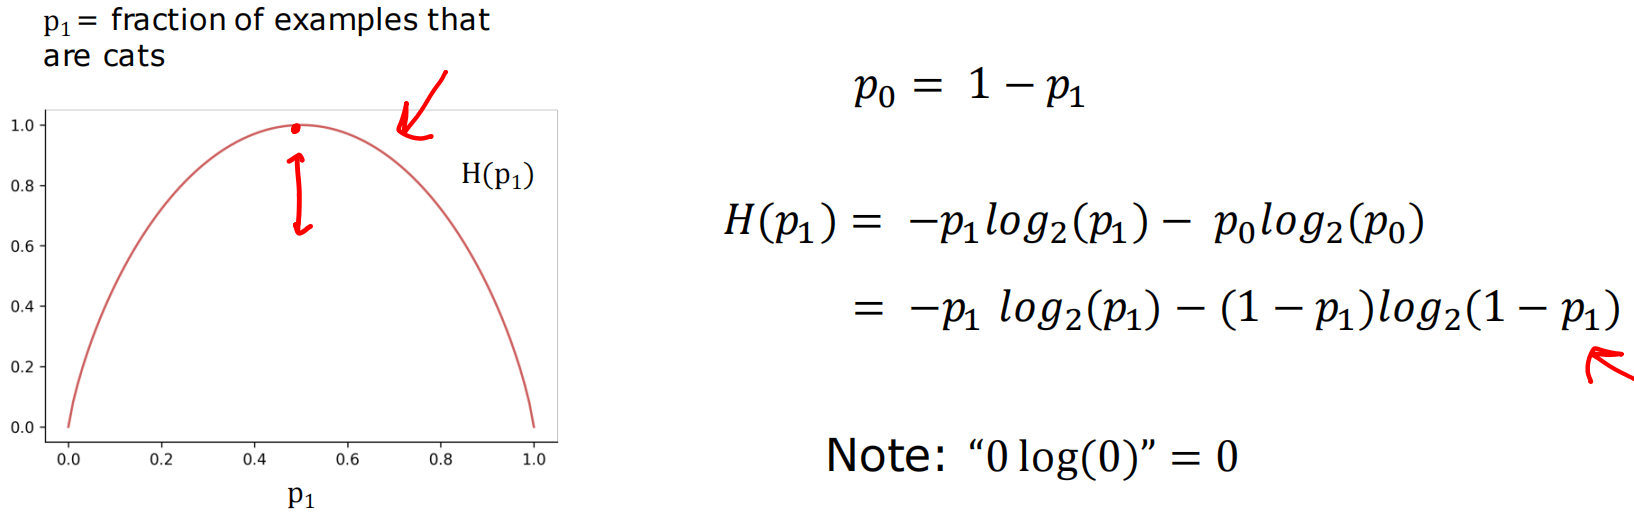 p₁ = fraction of examples that
are cats
1.0
0.8
0.6
0.4
0.2
0.0
0.0 0.2 0.4 0.6 0.8 1.0
p₁
H(p₁)
p₀ = 1 − p₁
H(p₁) = −p₁log₂(p₁) − p₀log₂(p₀)
= −p₁ log₂(p₁) − (1 − p₁)log₂(1 − p₁)
Note: “0 log(0)” = 0